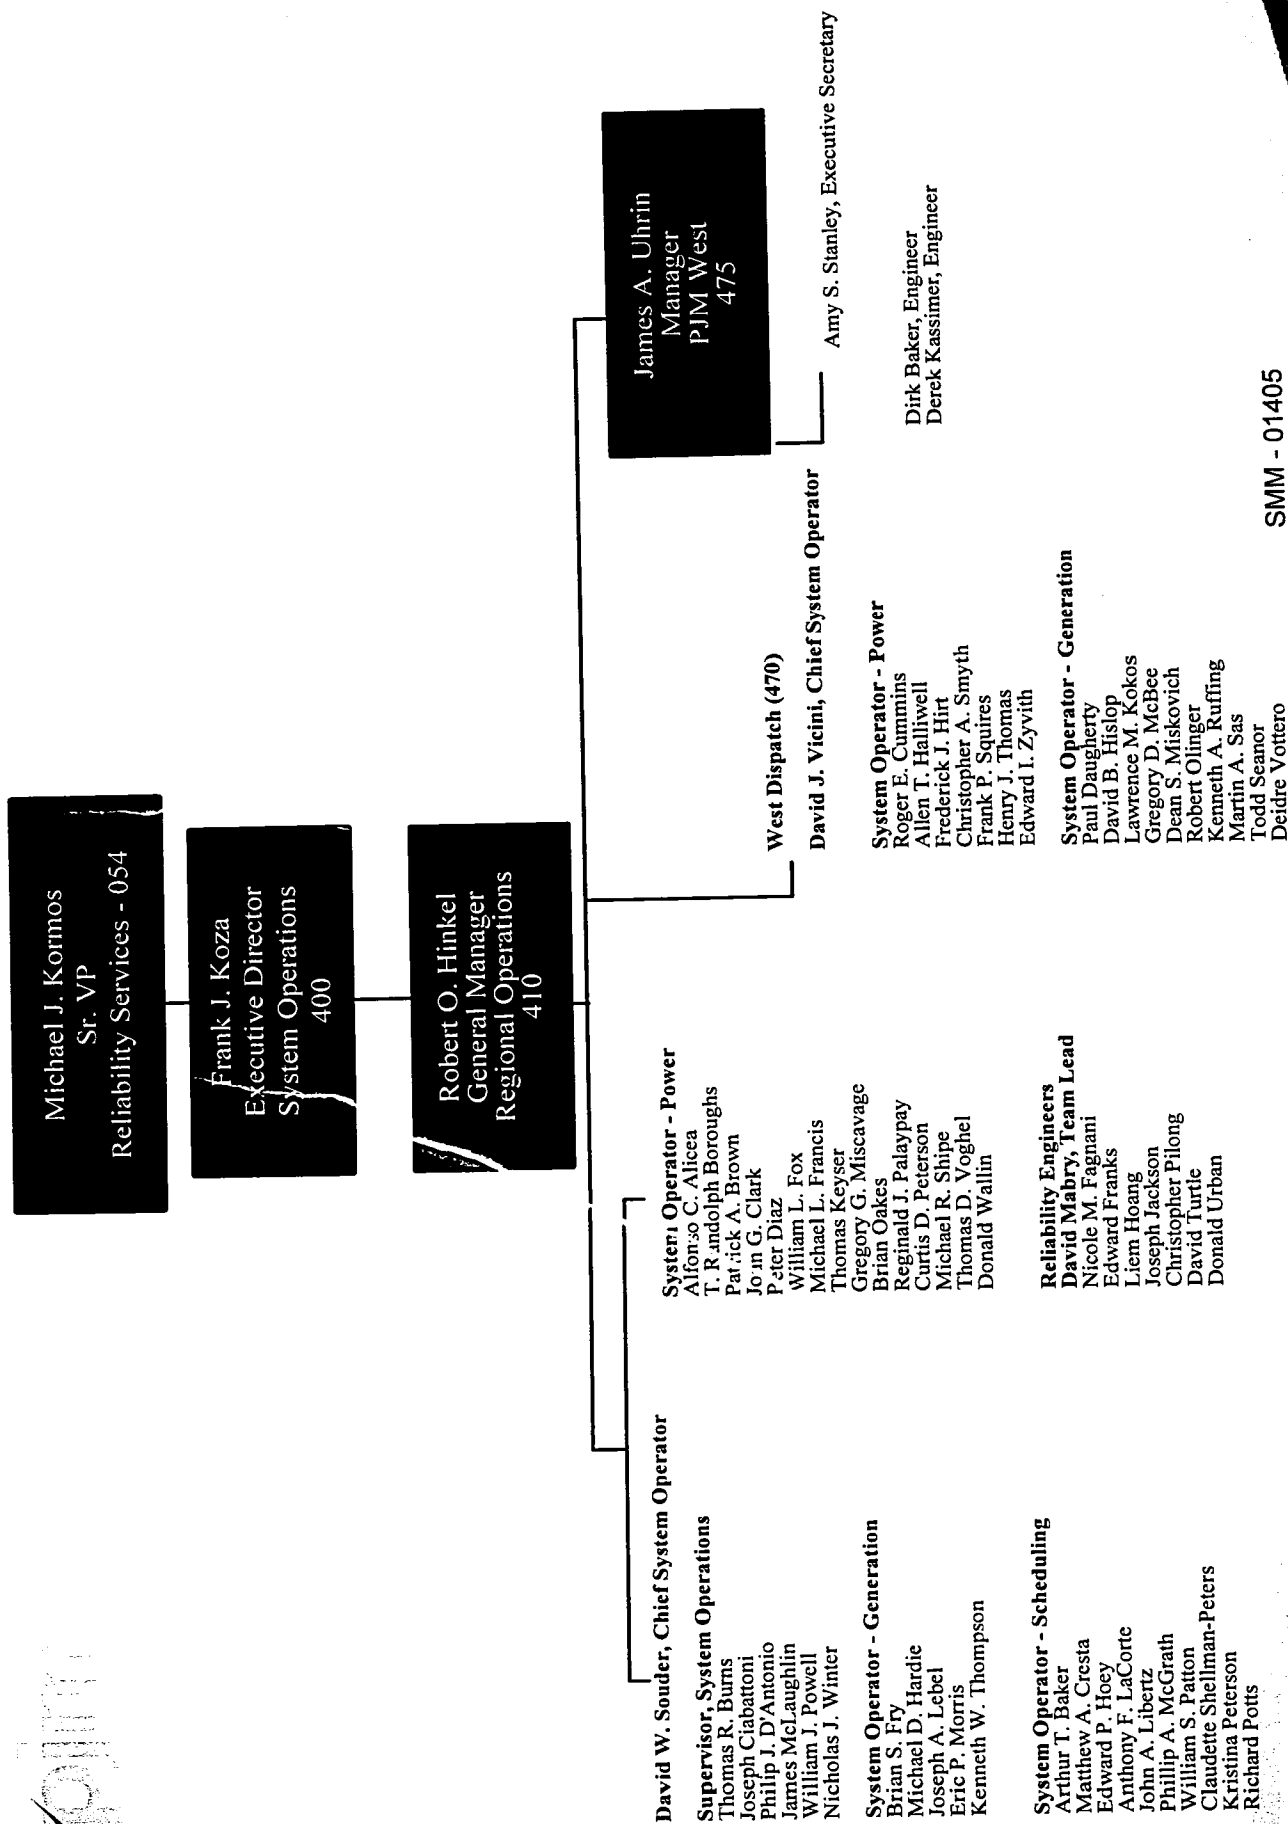 pjm
Michael J. Kormos
Sr. VP
Reliability Services - 054
Frank J. Koza
Executive Director
System Operations
400
Robert O. Hinkel
General Manager
Regional Operations
410
James A. Uhrin
Manager
PJM West
475
David W. Souder, Chief System Operator
Supervisor, System Operations
Thomas R. Burns
Joseph Ciabattoni
Philip J. D'Antonio
James McLaughlin
William J. Powell
Nicholas J. Winter
System Operator - Generation
Brian S. Fry
Michael D. Hardie
Joseph A. Lebel
Eric P. Morris
Kenneth W. Thompson
System Operator - Scheduling
Arthur T. Baker
Matthew A. Cresta
Edward P. Hoey
Anthony F. LaCorte
John A. Libertz
Phillip A. McGrath
William S. Patton
Claudette Shellman-Peters
Kristina Peterson
Richard Potts
System Operator - Power
Alfonso C. Alicea
T. Randolph Boroughs
Patrick A. Brown
John G. Clark
Peter Diaz
William L. Fox
Michael L. Francis
Thomas Keyser
Gregory G. Miscavage
Brian Oakes
Reginald J. Palaypay
Curtis D. Peterson
Michael R. Shipe
Thomas D. Voghel
Donald Wallin
Reliability Engineers
David Mabry, Team Lead
Nicole M. Fagnani
Edward Franks
Liem Hoang
Joseph Jackson
Christopher Pilong
David Turtle
Donald Urban
West Dispatch (470)
David J. Vicini, Chief System Operator
System Operator - Power
Roger E. Cummins
Allen T. Halliwell
Frederick J. Hirt
Christopher A. Smyth
Frank P. Squires
Henry J. Thomas
Edward I. Zyvith
System Operator - Generation
Paul Daugherty
David B. Hislop
Lawrence M. Kokos
Gregory D. McBee
Dean S. Miskovich
Robert Olinger
Kenneth A. Ruffing
Martin A. Sas
Todd Seanor
Deidre Vottero
Amy S. Stanley, Executive Secretary
Dirk Baker, Engineer
Derek Kassimer, Engineer
SMM - 01405